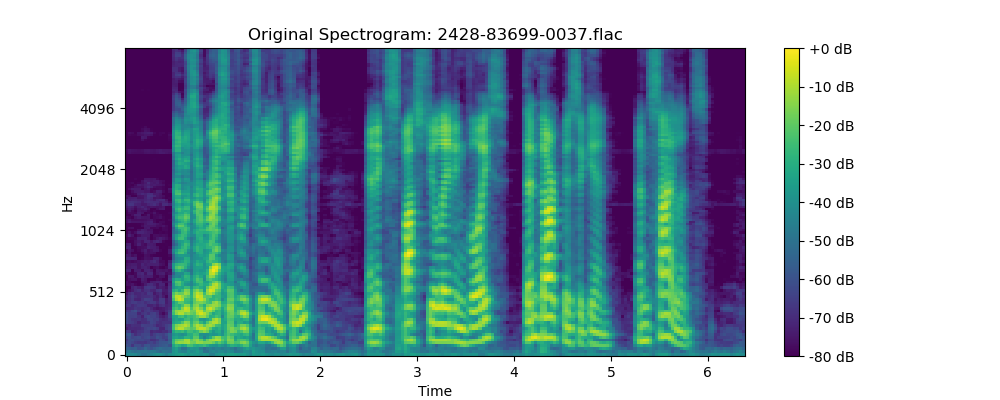 Original Spectrogram: 2428-83699-0037.flac
Hz
4096
2048
1024
512
0
0 1 2 3 4 5 6
Time
+0 dB
-10 dB
-20 dB
-30 dB
-40 dB
-50 dB
-60 dB
-70 dB
-80 dB